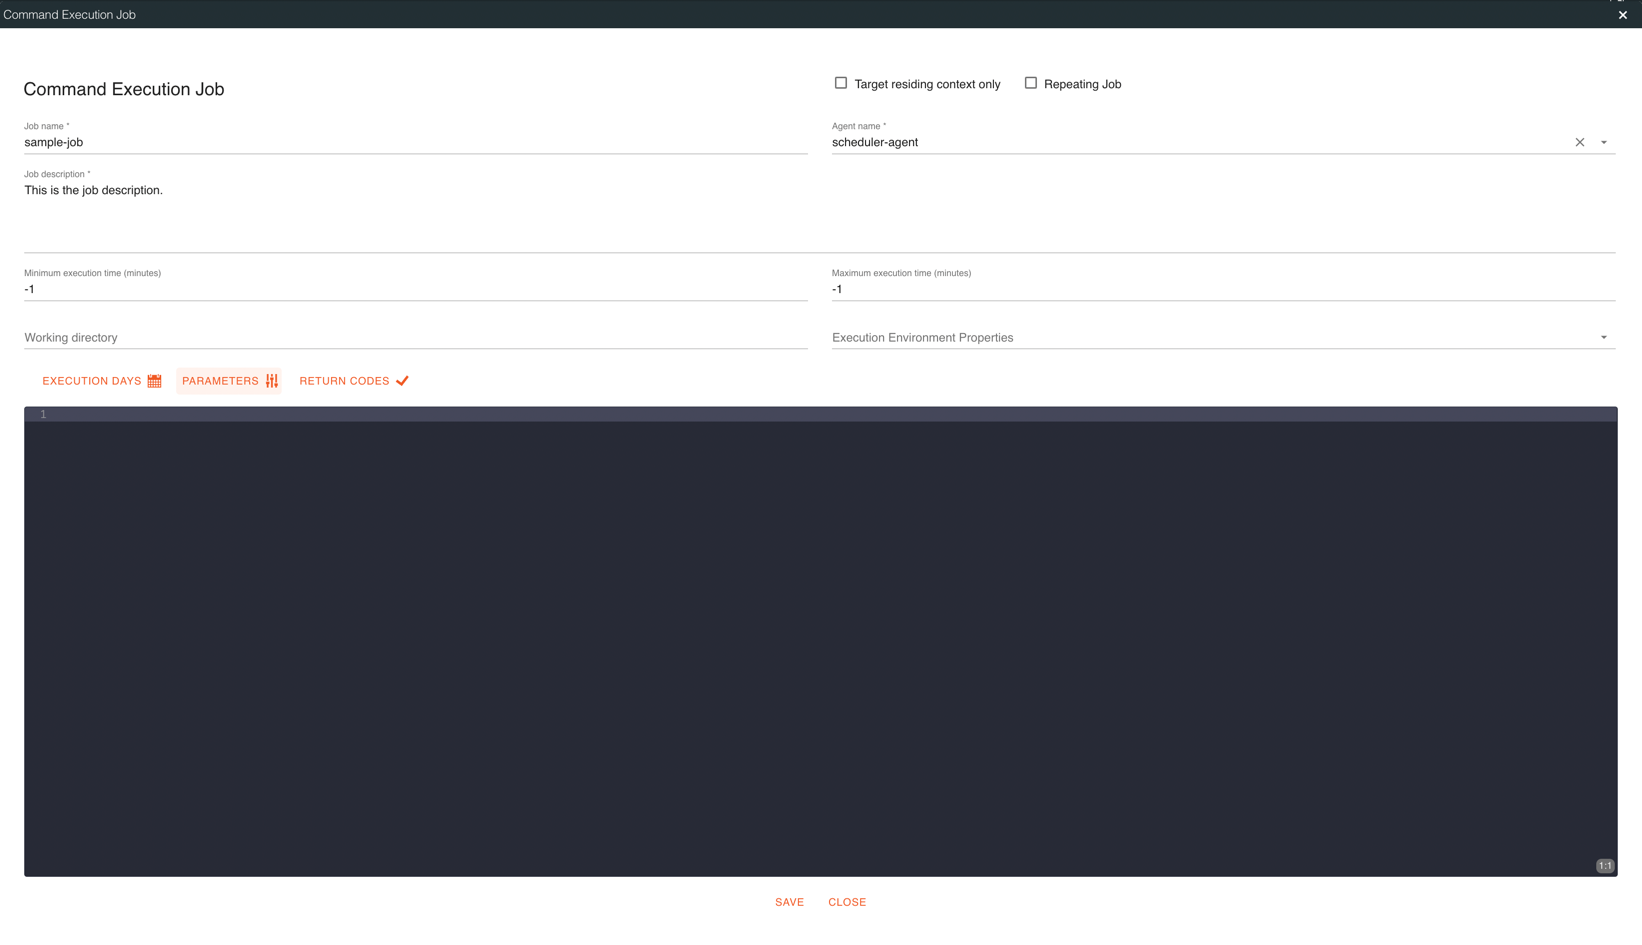 Command Execution Job
Command Execution Job
Target residing context only
Repeating Job
Job name *
sample-job
Agent name *
scheduler-agent
Job description *
This is the job description.
Minimum execution time (minutes)
-1
Maximum execution time (minutes)
-1
Working directory
Execution Environment Properties
EXECUTION DAYS
PARAMETERS
RETURN CODES
1
1:1
SAVE
CLOSE